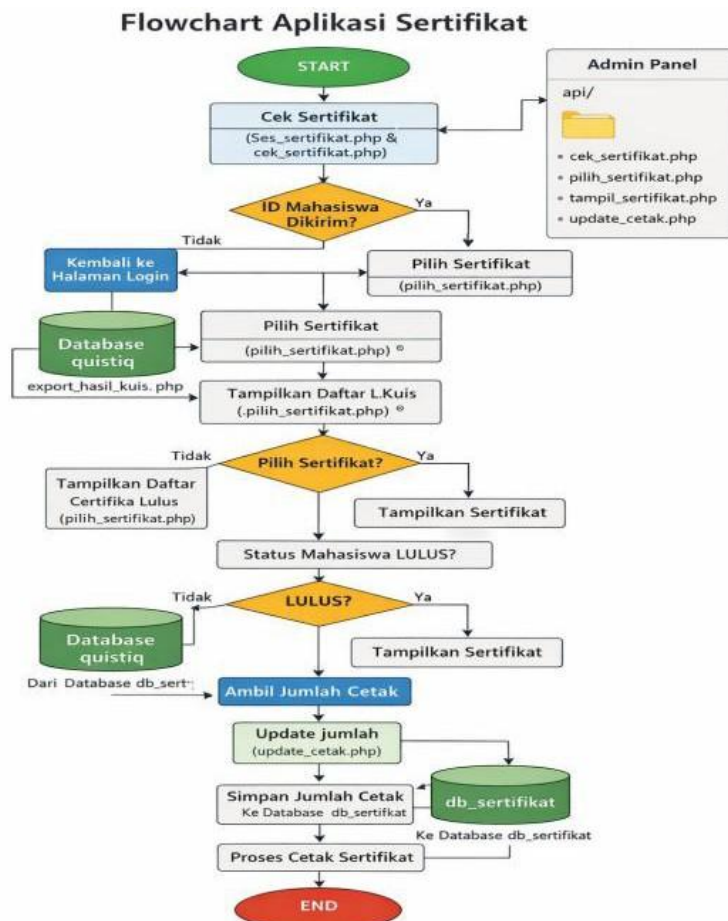 Flowchart Aplikasi Sertifikat
START
Admin Panel
api/
• cek_sertifikat.php
• pilih_sertifikat.php
• tampil_sertifikat.php
• update_cetak.php
Cek Sertifikat
(Ses_sertifikat.php &
cek_sertifikat.php)
ID Mahasiswa
Dikirim?
Ya
Tidak
Kembali ke
Halaman Login
Pilih Sertifikat
(pilih_sertifikat.php)
Database
quistiq
export_hasil_kuis. php
Pilih Sertifikat
(pilih_sertifikat.php)
Tampilkan Daftar L.Kuis
(.pilih_sertifikat.php)
Tidak
Pilih Sertifikat?
Ya
Tampilkan Daftar
Certifika Lulus
(pilih_sertifikat.php)
Tampilkan Sertifikat
Status Mahasiswa LULUS?
Tidak
LULUS?
Ya
Database
quistiq
Tampilkan Sertifikat
Dari Database db_sert
Ambil Jumlah Cetak
Update jumlah
(update_cetak.php)
Simpan Jumlah Cetak
Ke Database db_sertifkat
db_sertifikat
Ke Database db_sertifikat
Proses Cetak Sertifikat
END